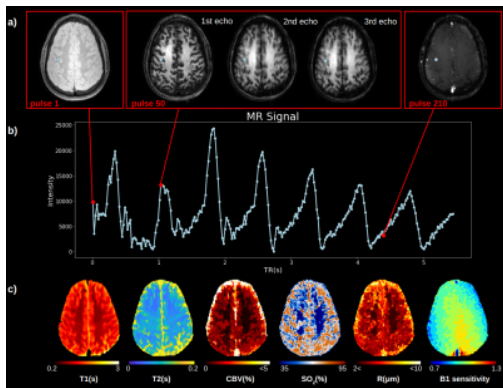 a)
1st echo
2nd echo
3rd echo
pulse 1
pulse 50
pulse 210
b)
MR Signal
25000
20000
15000
10000
5000
0
Intensity
0
1
2
3
4
5
TR(s)
c)
0.2
T1(s)
3
0
T2(s)
0.2
0
CBV(%)
<5
35
SO₂(%)
95
2<
R(μm)
<10
0.7
B1 sensitivity